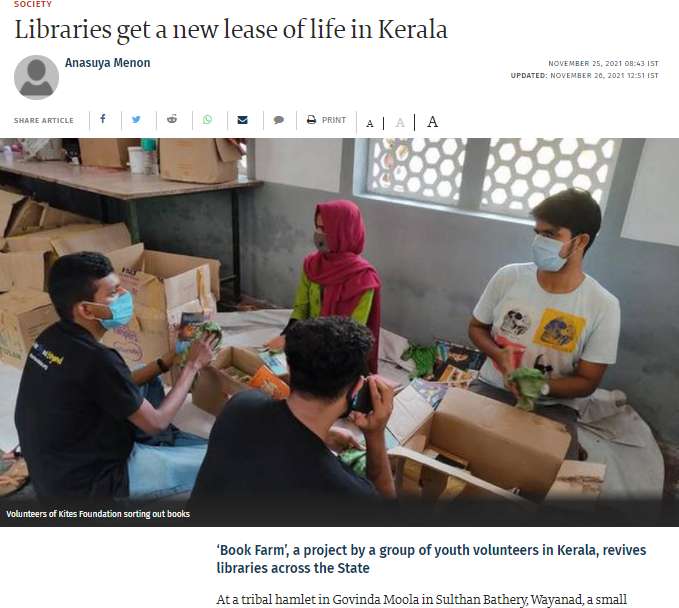 SOCIETY
Libraries get a new lease of life in Kerala
Anasuya Menon
NOVEMBER 25, 2021 08:43 IST
UPDATED: NOVEMBER 26, 2021 12:51 IST
SHARE ARTICLE PRINT A A A
Volunteers of Kites Foundation sorting out books
‘Book Farm’, a project by a group of youth volunteers in Kerala, revives
libraries across the State
At a tribal hamlet in Govinda Moola in Sulthan Bathery, Wayanad, a small